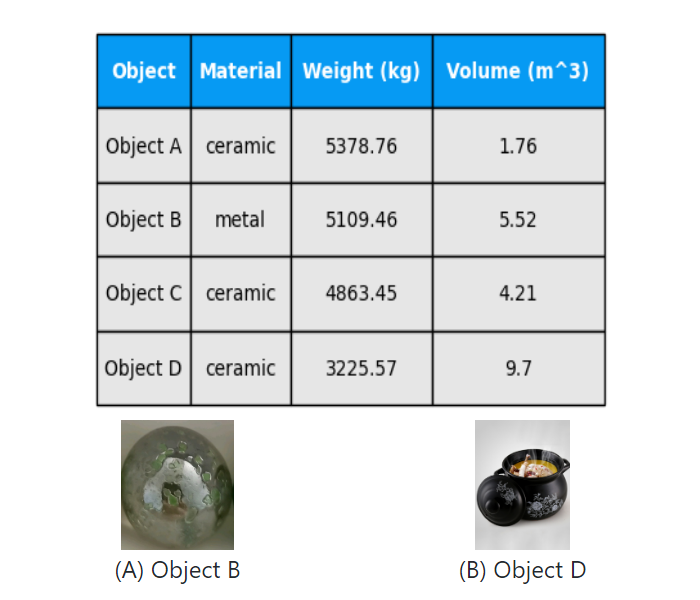 Object Material Weight (kg) Volume (m^3)
Object A ceramic 5378.76 1.76
Object B metal 5109.46 5.52
Object C ceramic 4863.45 4.21
Object D ceramic 3225.57 9.7
(A) Object B (B) Object D